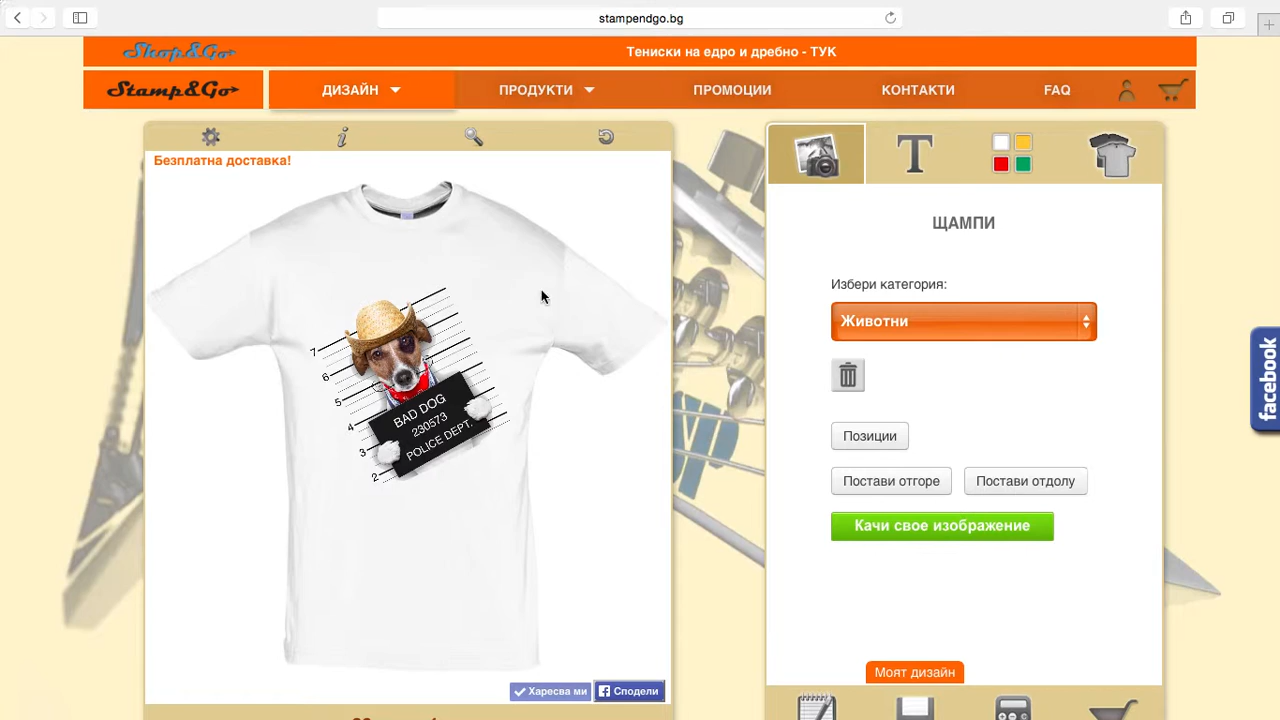 stampendgo.bg
Shop&Go
Тениски на едро и дребно - ТУК
Stamp&Go
ДИЗАЙН
ПРОДУКТИ
ПРОМОЦИИ
КОНТАКТИ
FAQ
Безплатна доставка!
T
ЩАМПИ
Избери категория:
Животни
7
6
5
4
3
2
BAD DOG
230573
POLICE DEPT.
Позиции
Постави отгоре
Постави отдолу
Качи свое изображение
facebook
Моят дизайн
Харесва ми
Сподели